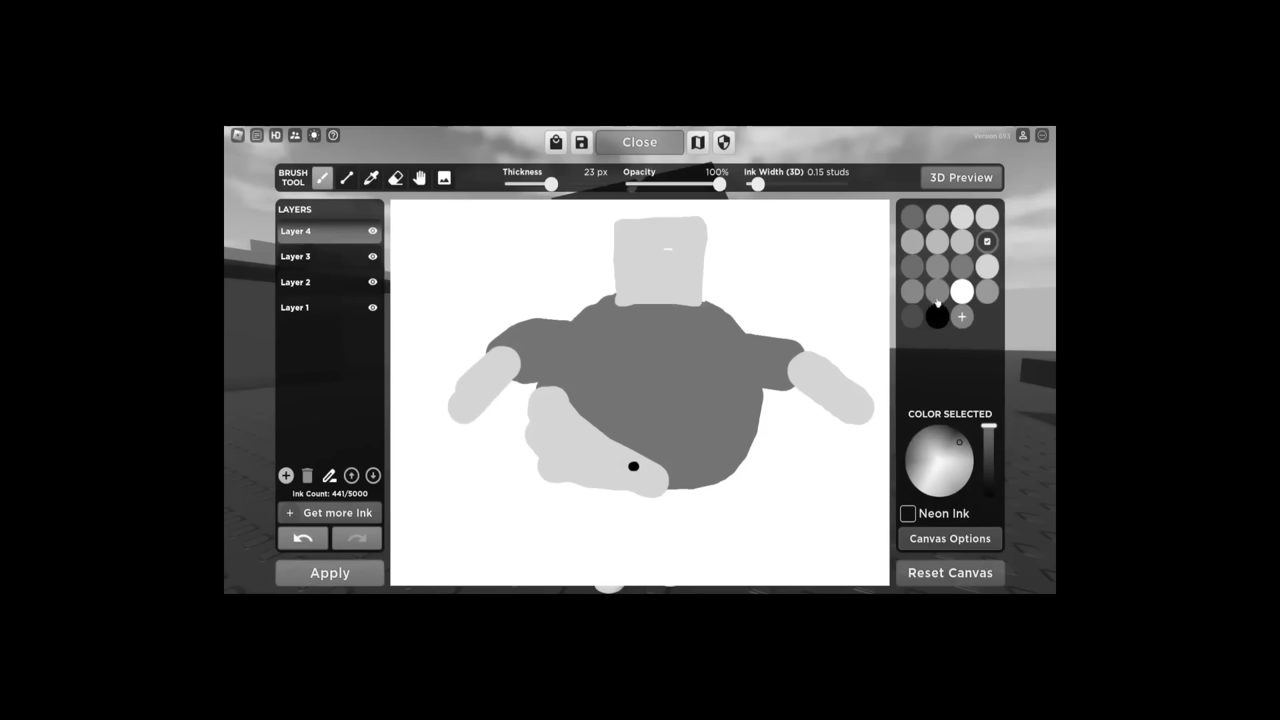 Version 693
Close
BRUSH TOOL
Thickness 23 px
Opacity 100%
Ink Width (3D) 0.15 studs
3D Preview
LAYERS
Layer 4
Layer 3
Layer 2
Layer 1
Ink Count: 441/5000
+ Get more Ink
Apply
COLOR SELECTED
Neon Ink
Canvas Options
Reset Canvas